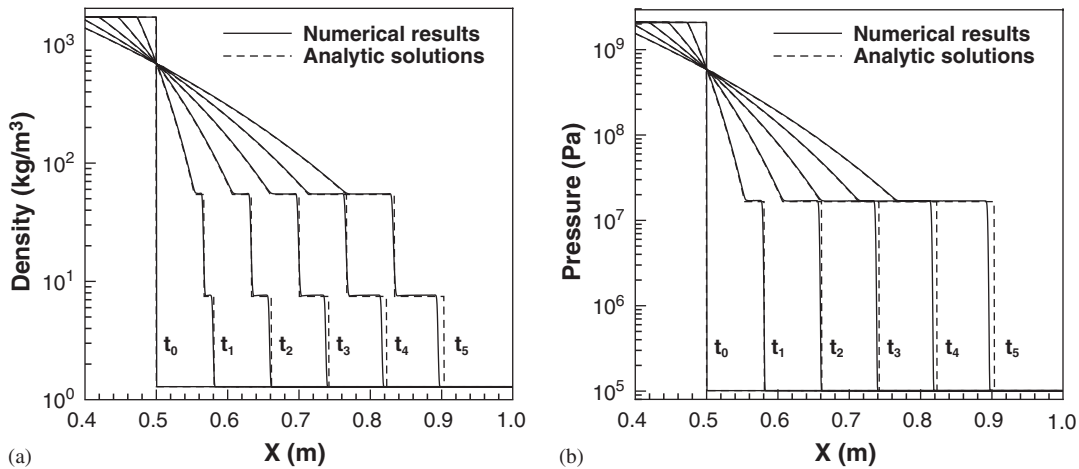 Numerical results
Analytic solutions
Density (kg/m³)
10³
10²
10¹
10⁰
t₀ t₁ t₂ t₃ t₄ t₅
0.4 0.5 0.6 0.7 0.8 0.9 1.0
X (m)
(a)
Numerical results
Analytic solutions
Pressure (Pa)
10⁹
10⁸
10⁷
10⁶
10⁵
t₀ t₁ t₂ t₃ t₄ t₅
0.4 0.5 0.6 0.7 0.8 0.9 1.0
X (m)
(b)